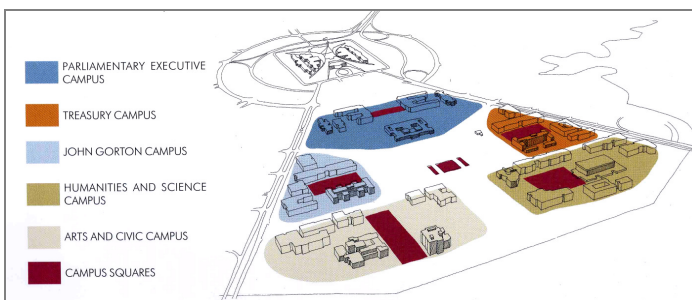 PARLIAMENTARY EXECUTIVE
CAMPUS
TREASURY CAMPUS
JOHN GORTON CAMPUS
HUMANITIES AND SCIENCE
CAMPUS
ARTS AND CIVIC CAMPUS
CAMPUS SQUARES